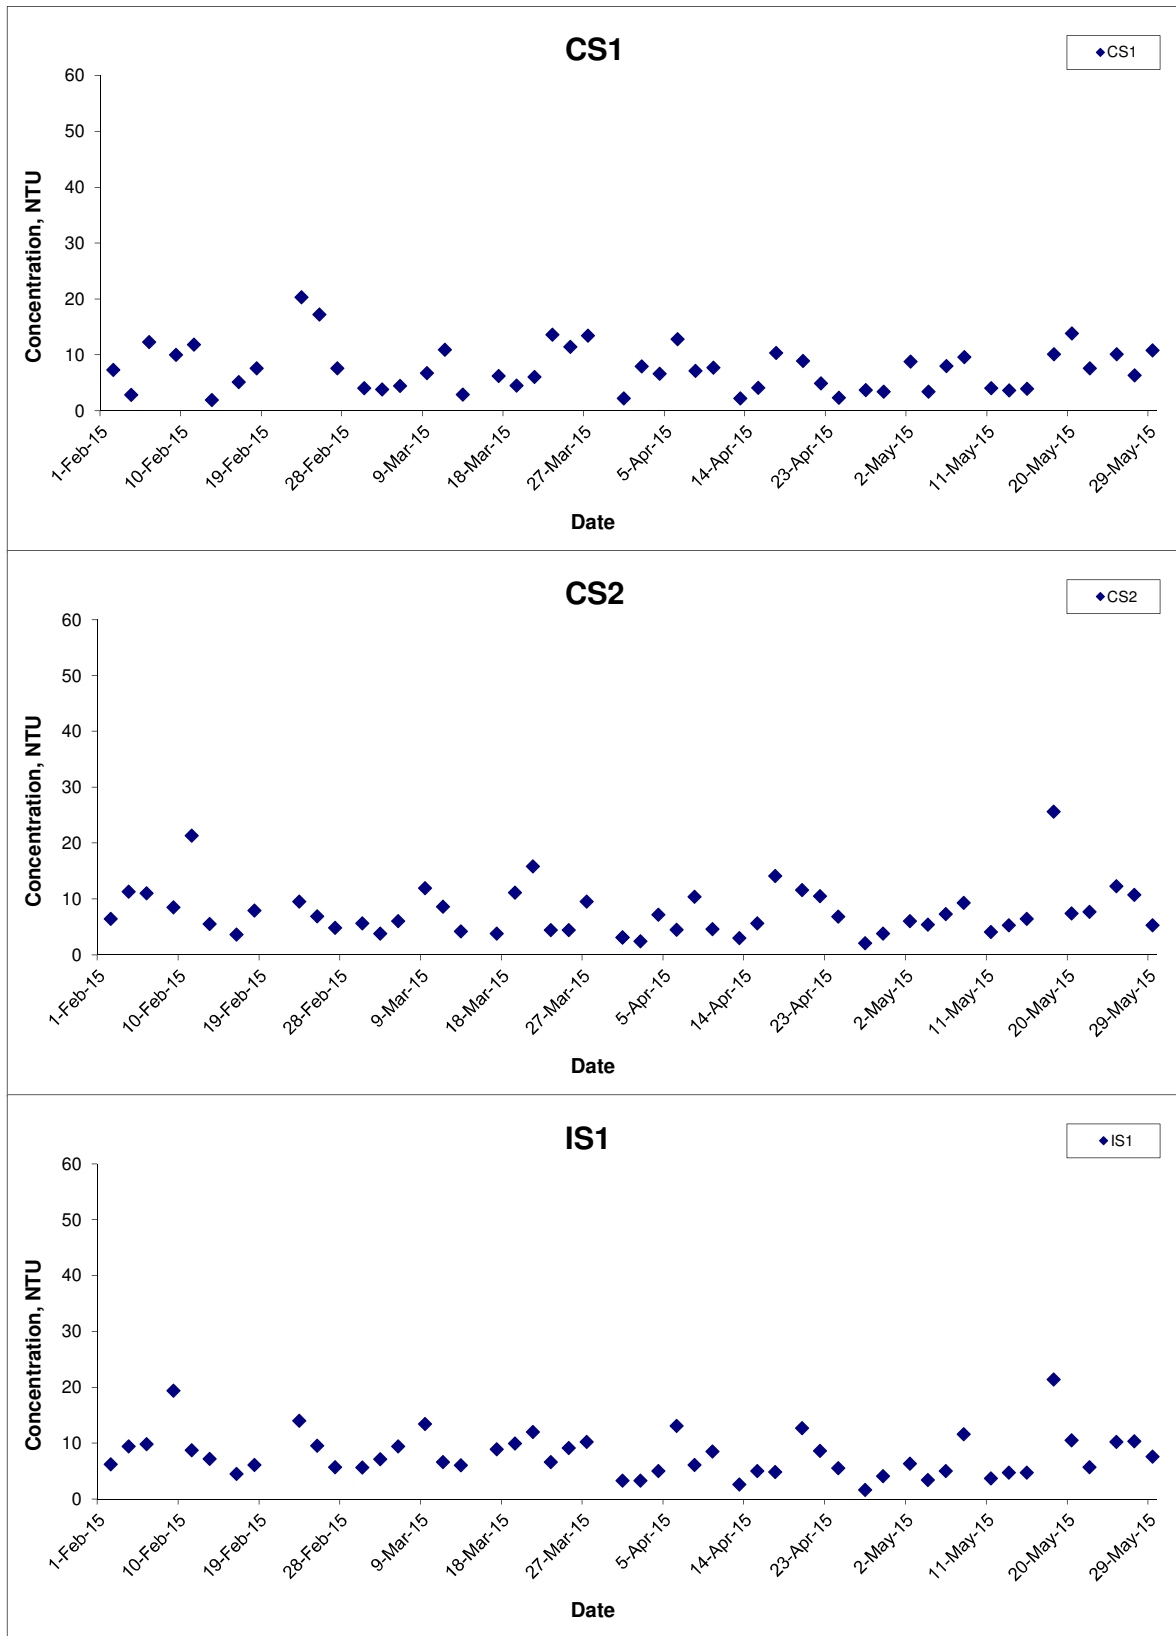 CS1
CS1
Concentration, NTU
60
50
40
30
20
10
0
1-Feb-15
10-Feb-15
19-Feb-15
28-Feb-15
9-Mar-15
18-Mar-15
27-Mar-15
5-Apr-15
14-Apr-15
23-Apr-15
2-May-15
11-May-15
20-May-15
29-May-15
Date
CS2
CS2
Concentration, NTU
60
50
40
30
20
10
0
1-Feb-15
10-Feb-15
19-Feb-15
28-Feb-15
9-Mar-15
18-Mar-15
27-Mar-15
5-Apr-15
14-Apr-15
23-Apr-15
2-May-15
11-May-15
20-May-15
29-May-15
Date
IS1
IS1
Concentration, NTU
60
50
40
30
20
10
0
1-Feb-15
10-Feb-15
19-Feb-15
28-Feb-15
9-Mar-15
18-Mar-15
27-Mar-15
5-Apr-15
14-Apr-15
23-Apr-15
2-May-15
11-May-15
20-May-15
29-May-15
Date